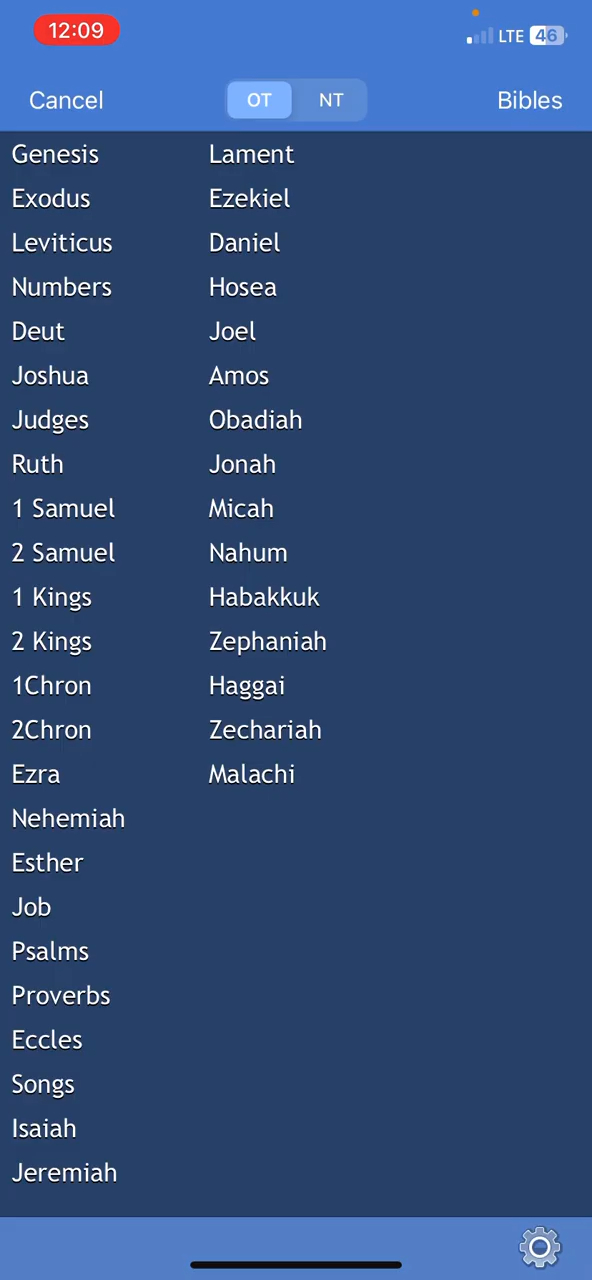 12:09
LTE 46
Cancel OT NT Bibles
Genesis
Exodus
Leviticus
Numbers
Deut
Joshua
Judges
Ruth
1 Samuel
2 Samuel
1 Kings
2 Kings
1Chron
2Chron
Ezra
Nehemiah
Esther
Job
Psalms
Proverbs
Eccles
Songs
Isaiah
Jeremiah
Lament
Ezekiel
Daniel
Hosea
Joel
Amos
Obadiah
Jonah
Micah
Nahum
Habakkuk
Zephaniah
Haggai
Zechariah
Malachi